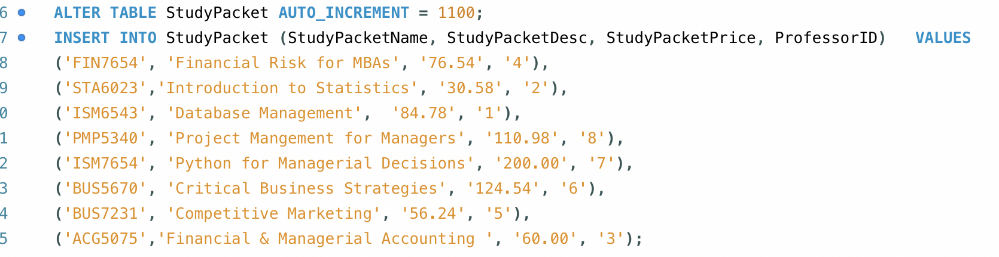 6 ALTER TABLE StudyPacket AUTO_INCREMENT = 1100;
7 INSERT INTO StudyPacket (StudyPacketName, StudyPacketDesc, StudyPacketPrice, ProfessorID) VALUES
8 ('FIN7654', 'Financial Risk for MBAs', '76.54', '4'),
9 ('STA6023','Introduction to Statistics', '30.58', '2'),
0 ('ISM6543', 'Database Management', '84.78', '1'),
1 ('PMP5340', 'Project Mangement for Managers', '110.98', '8'),
2 ('ISM7654', 'Python for Managerial Decisions', '200.00', '7'),
3 ('BUS5670', 'Critical Business Strategies', '124.54', '6'),
4 ('BUS7231', 'Competitive Marketing', '56.24', '5'),
5 ('ACG5075','Financial & Managerial Accounting ', '60.00', '3');